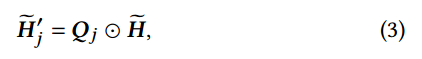 H̃′ⱼ = Qⱼ ⊙ H̃, (3)